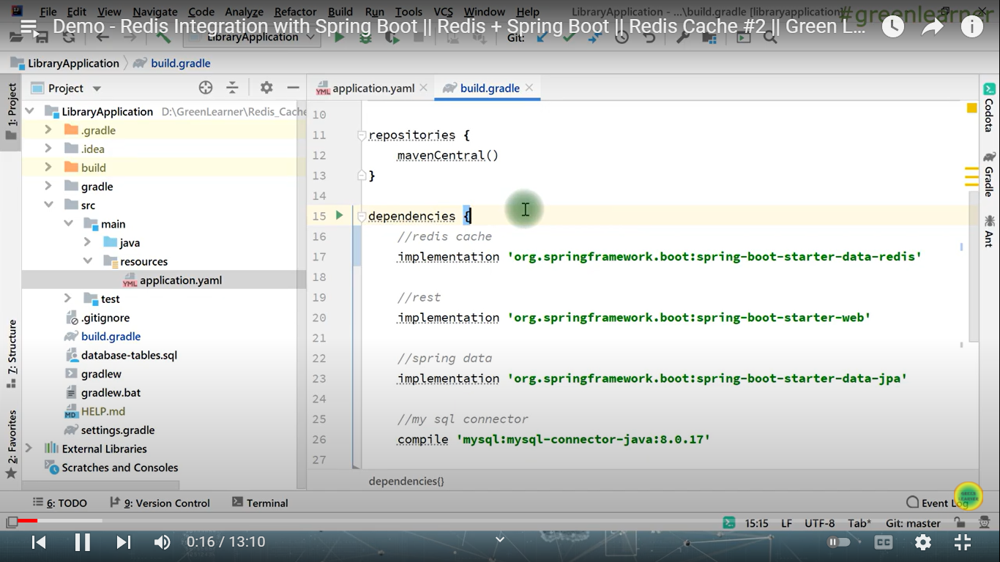 File Edit View Navigate Code Analyze Refactor Build Run Tools VCS Window Help LibraryApplication - ...\build.gradle [libraryapplication]
#greenlearner
Demo - Redis Integration with Spring Boot || Redis + Spring Boot || Redis Cache #2 || Green L...
LibraryApplication Git:
LibraryApplication build.gradle
Project
application.yaml
build.gradle
1: Project
7: Structure
2: Favorites
Codota
Gradle
Ant
LibraryApplication D:\GreenLearner\Redis_Cache
.gradle
.idea
build
gradle
src
main
java
resources
YML application.yaml
test
.gitignore
build.gradle
database-tables.sql
gradlew
gradlew.bat
MD HELP.md
settings.gradle
External Libraries
Scratches and Consoles
10
11 repositories {
12 mavenCentral()
13 }
14
15 dependencies {
16 //redis cache
17 implementation 'org.springframework.boot:spring-boot-starter-data-redis'
18
19 //rest
20 implementation 'org.springframework.boot:spring-boot-starter-web'
21
22 //spring data
23 implementation 'org.springframework.boot:spring-boot-starter-data-jpa'
24
25 //my sql connector
26 compile 'mysql:mysql-connector-java:8.0.17'
27
dependencies{}
6: TODO 9: Version Control Terminal Event Log
GREEN LEARNER
15:15 LF UTF-8 Tab* Git: master
0:16 / 13:10 CC